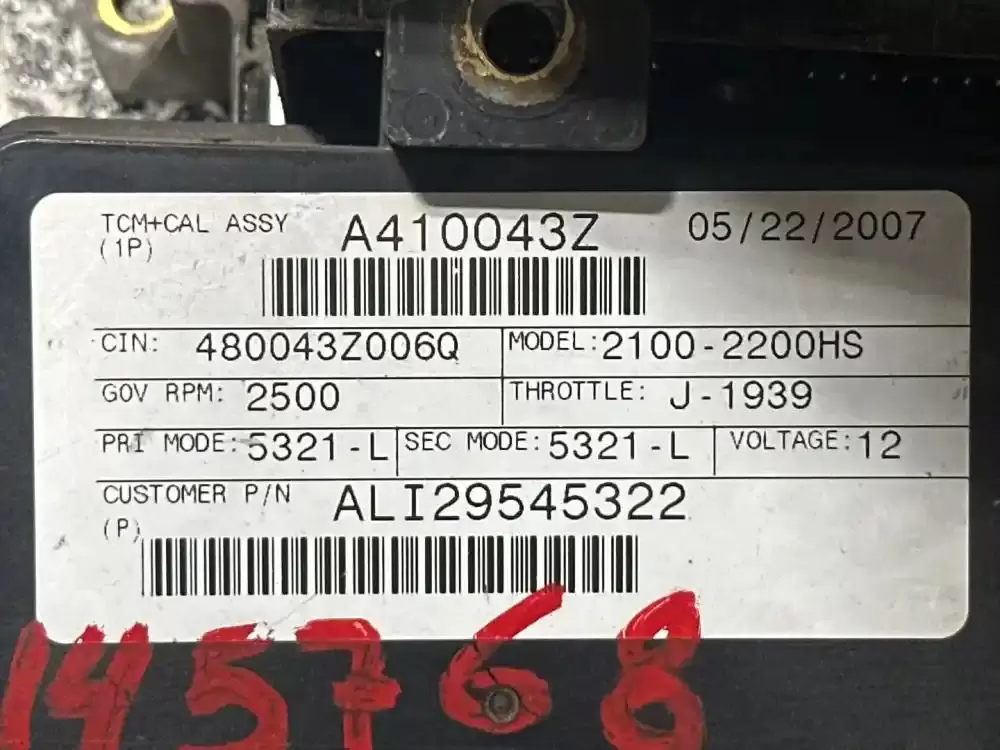 TCM+CAL ASSY A410043Z 05/22/2007
(1P)
CIN: 480043Z006Q MODEL: 2100-2200HS
GOV RPM: 2500 THROTTLE: J-1939
PRI MODE: 5321-L SEC MODE: 5321-L VOLTAGE: 12
CUSTOMER P/N ALI29545322
(P)
145768